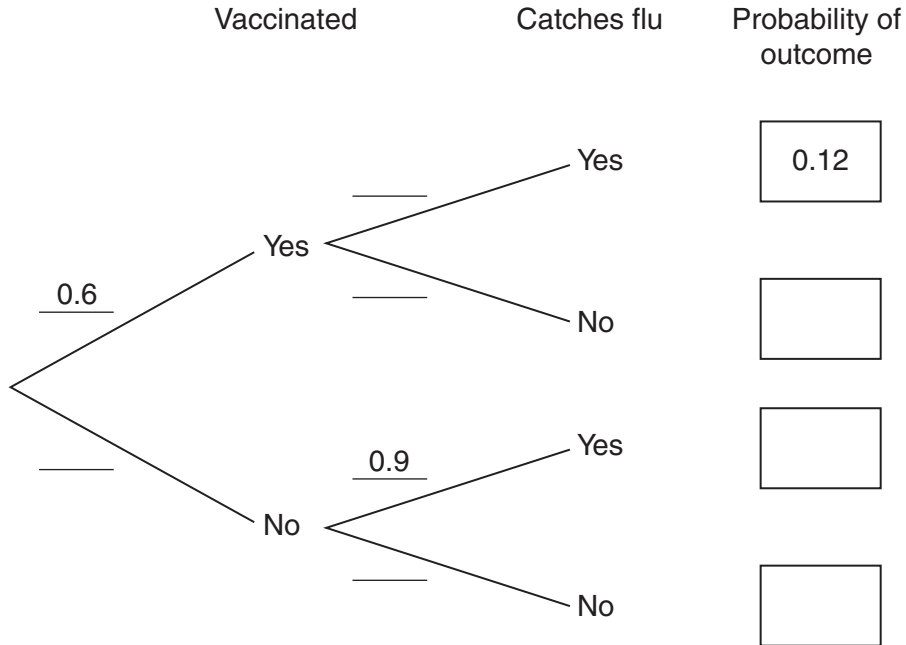 Vaccinated Catches flu Probability of
outcome
Yes
0.12
Yes
0.6
No
Yes
0.9
No
No